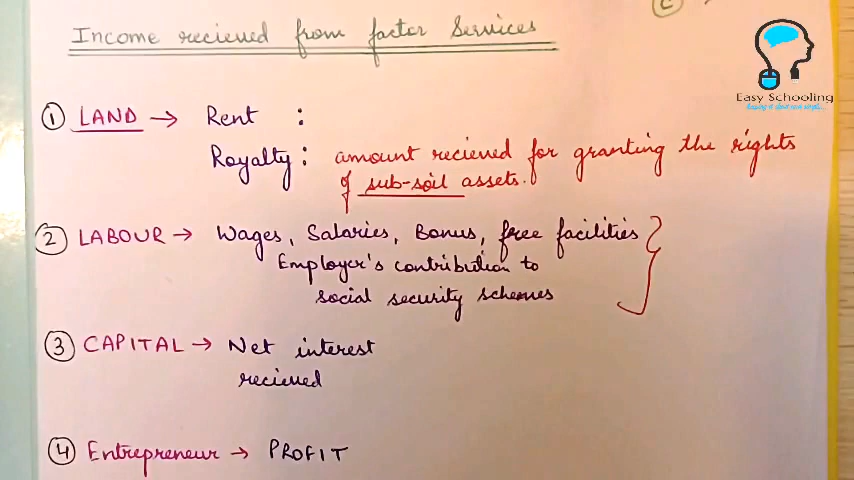 C
Income recieved from factor Services
Easy Schooling
1 LAND → Rent :
Royalty : amount recieved for granting the rights
of sub-soil assets.
2 LABOUR → Wages, Salaries, Bonus, free facilities
Employer's contribution to
social security schemes
3 CAPITAL → Net interest
recieved
4 Entrepreneur → PROFIT